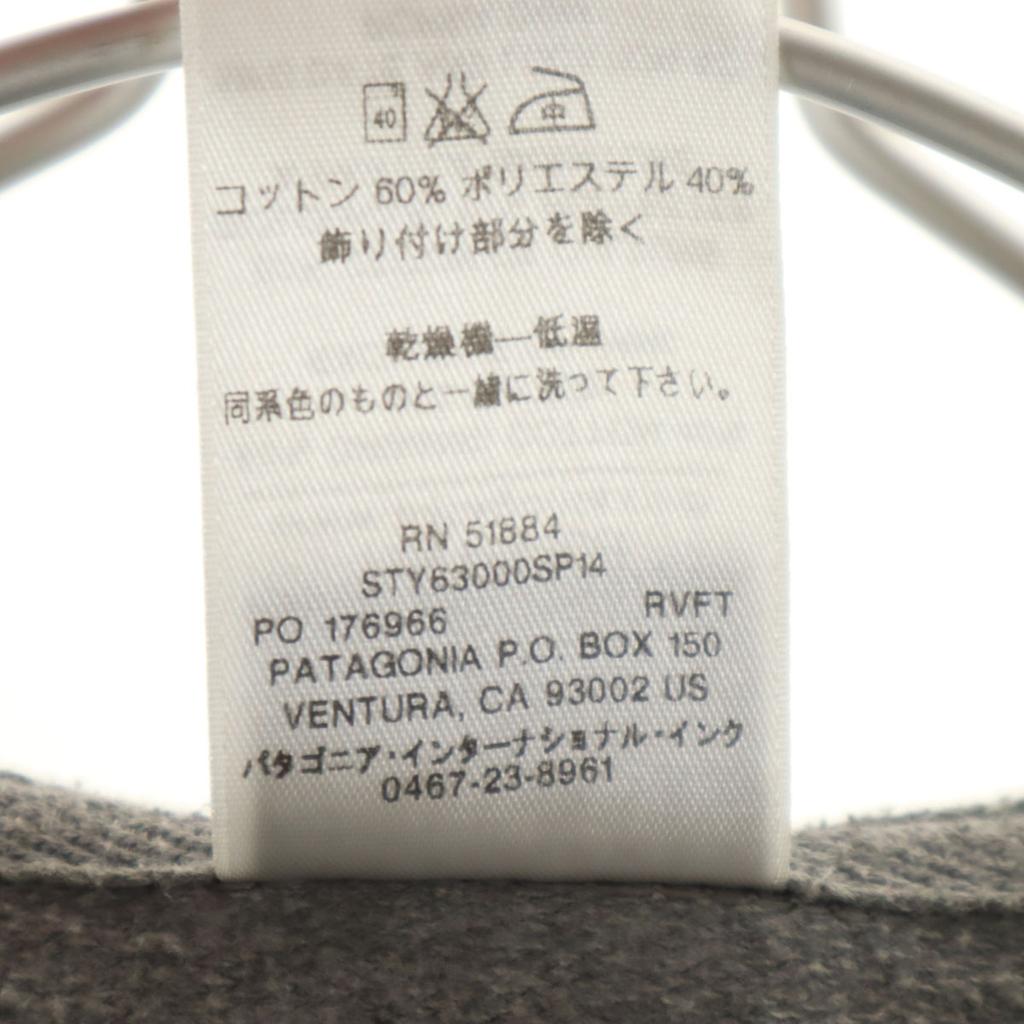 40 中
コットン 60% ポリエステル 40%
飾り付け部分を除く
乾燥機—低温
同系色のものと一緒に洗って下さい。
RN 51884
STY63000SP14
PO 176966 RVFT
PATAGONIA P.O. BOX 150
VENTURA, CA 93002 US
パタゴニア・インターナショナル・インク
0467-23-8961